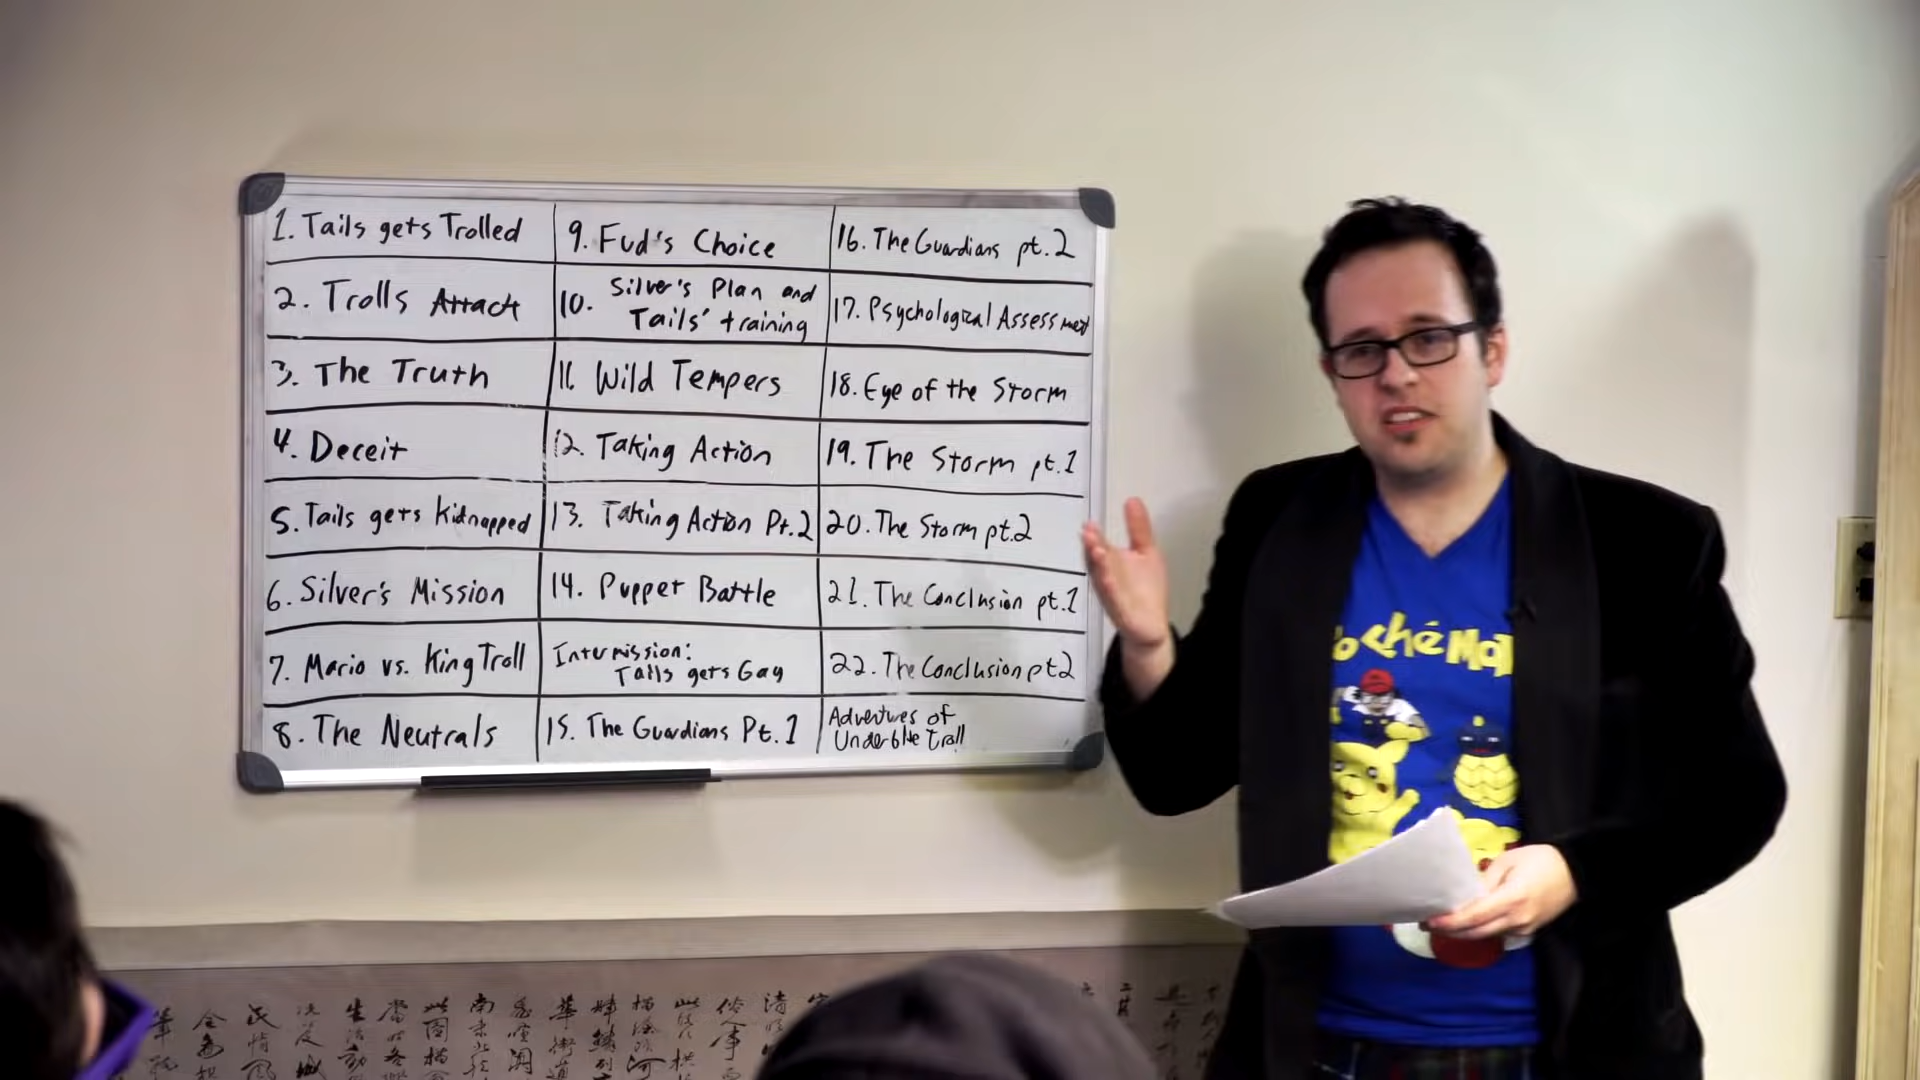 1. Tails gets Trolled
2. Trolls Attack
3. The Truth
4. Deceit
5. Tails gets Kidnapped
6. Silver's Mission
7. Mario vs. King Troll
8. The Neutrals
9. Fud's Choice
10. Silver's Plan and
Tails' training
11. Wild Tempers
12. Taking Action
13. Taking Action Pt.2
14. Puppet Battle
Intermission:
Tails gets Gay
15. The Guardians Pt. 1
16. The Guardians pt.2
17. Psychological Assessment
18. Eye of the Storm
19. The Storm pt.1
20. The Storm pt.2
21. The Conclusion pt.1
22. The Conclusion pt2
Adventures of
Underbite Troll